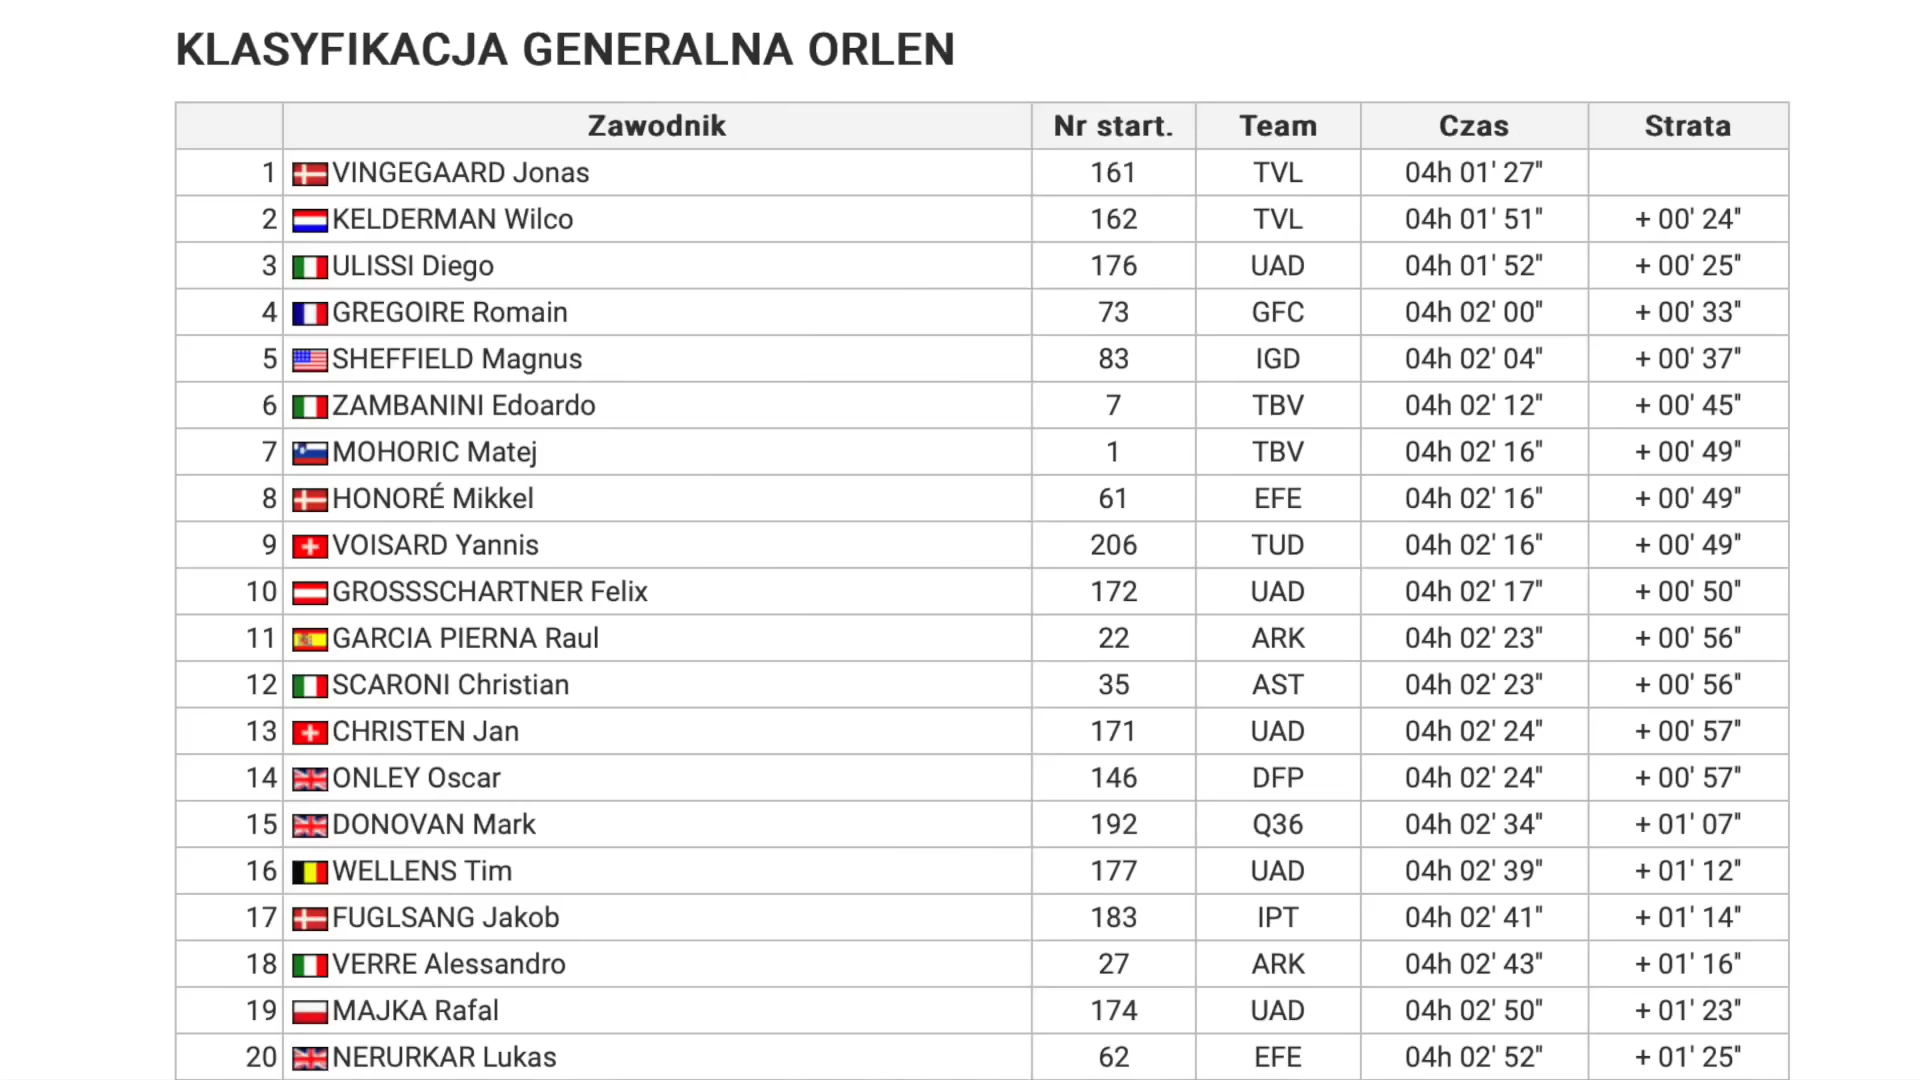 KLASYFIKACJA GENERALNA ORLEN
Zawodnik Nr start. Team Czas Strata
1 VINGEGAARD Jonas 161 TVL 04h 01' 27"
2 KELDERMAN Wilco 162 TVL 04h 01' 51" + 00' 24"
3 ULISSI Diego 176 UAD 04h 01' 52" + 00' 25"
4 GREGOIRE Romain 73 GFC 04h 02' 00" + 00' 33"
5 SHEFFIELD Magnus 83 IGD 04h 02' 04" + 00' 37"
6 ZAMBANINI Edoardo 7 TBV 04h 02' 12" + 00' 45"
7 MOHORIC Matej 1 TBV 04h 02' 16" + 00' 49"
8 HONORÉ Mikkel 61 EFE 04h 02' 16" + 00' 49"
9 VOISARD Yannis 206 TUD 04h 02' 16" + 00' 49"
10 GROSSSCHARTNER Felix 172 UAD 04h 02' 17" + 00' 50"
11 GARCIA PIERNA Raul 22 ARK 04h 02' 23" + 00' 56"
12 SCARONI Christian 35 AST 04h 02' 23" + 00' 56"
13 CHRISTEN Jan 171 UAD 04h 02' 24" + 00' 57"
14 ONLEY Oscar 146 DFP 04h 02' 24" + 00' 57"
15 DONOVAN Mark 192 Q36 04h 02' 34" + 01' 07"
16 WELLENS Tim 177 UAD 04h 02' 39" + 01' 12"
17 FUGLSANG Jakob 183 IPT 04h 02' 41" + 01' 14"
18 VERRE Alessandro 27 ARK 04h 02' 43" + 01' 16"
19 MAJKA Rafal 174 UAD 04h 02' 50" + 01' 23"
20 NERURKAR Lukas 62 EFE 04h 02' 52" + 01' 25"